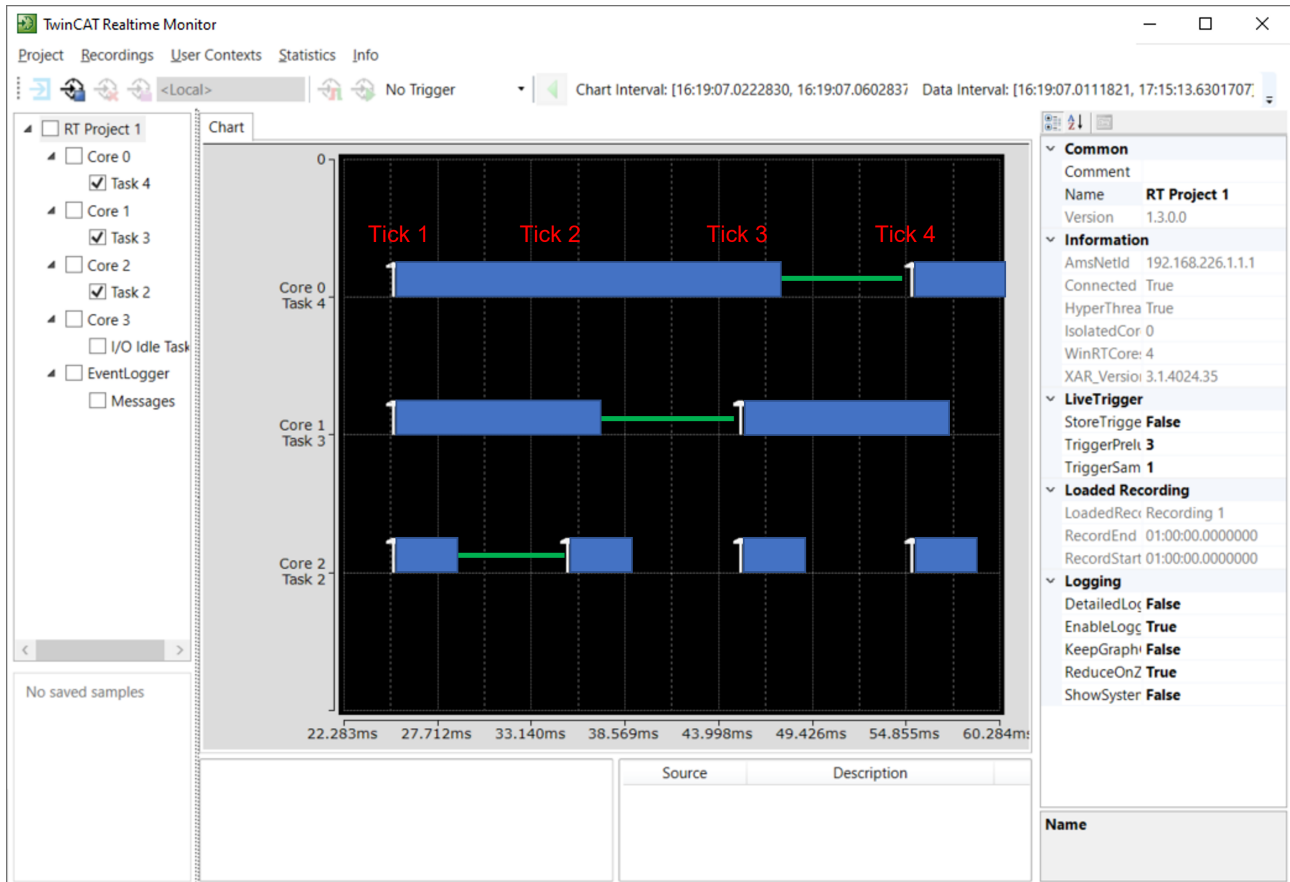 TwinCAT Realtime Monitor
Project Recordings User Contexts Statistics Info
<Local> No Trigger Chart Interval: [16:19:07.0222830, 16:19:07.0602837 Data Interval: [16:19:07.0111821, 17:15:13.6301707]
RT Project 1
Core 0
Task 4
Core 1
Task 3
Core 2
Task 2
Core 3
I/O Idle Task
EventLogger
Messages
No saved samples
Chart
0
Tick 1 Tick 2 Tick 3 Tick 4
Core 0
Task 4
Core 1
Task 3
Core 2
Task 2
22.283ms 27.712ms 33.140ms 38.569ms 43.998ms 49.426ms 54.855ms 60.284ms
Source Description
Common
Comment
Name RT Project 1
Version 1.3.0.0
Information
AmsNetId 192.168.226.1.1.1
Connected True
HyperThrea True
IsolatedCor 0
WinRTCore: 4
XAR_Versio 3.1.4024.35
LiveTrigger
StoreTrigge False
TriggerPrelu 3
TriggerSam 1
Loaded Recording
LoadedReco Recording 1
RecordEnd 01:00:00.0000000
RecordStart 01:00:00.0000000
Logging
DetailedLog False
EnableLogg True
KeepGraph False
ReduceOnZ True
ShowSyster False
Name